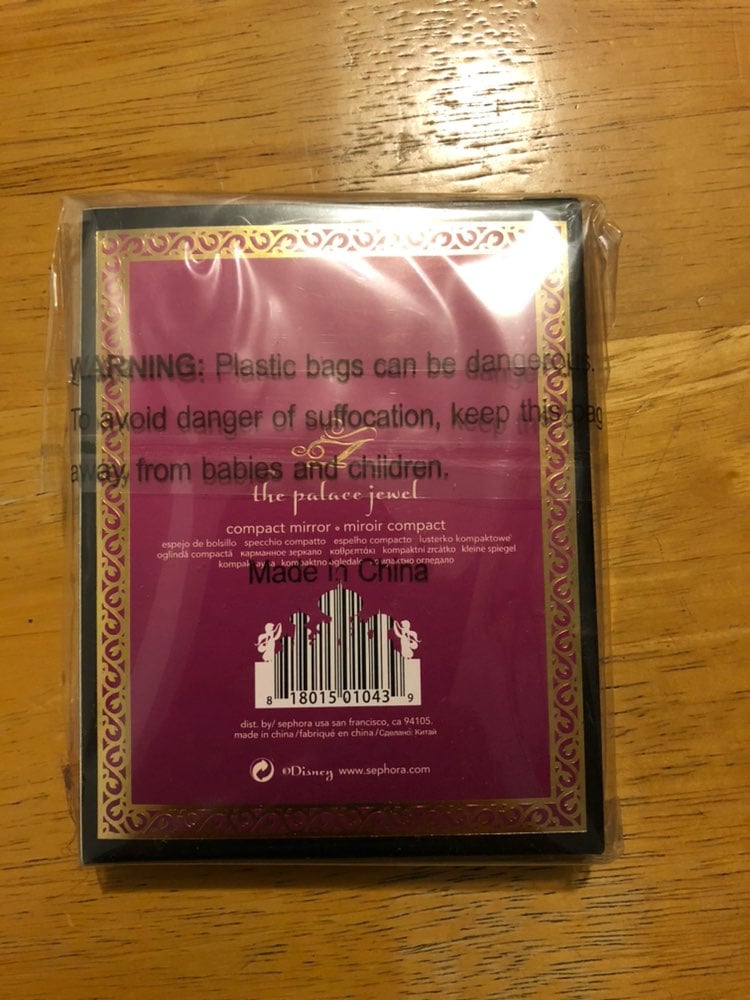 WARNING: Plastic bags can be dangerous.
To avoid danger of suffocation, keep this bag
away from babies and children.
the palace jewel
compact mirror • miroir compact
espejo de bolsillo specchio compatto espelho compacto lusterko kompaktowe
oglindă compactă карманное зеркало καθρεπτάκι kompaktní zrcátko kleine spiegel
огледало
Made in China
8 18015 01043 9
dist. by/ sephora usa san francisco, ca 94105.
made in china/fabriqué en china/Сделано: Китай
©Disney www.sephora.com